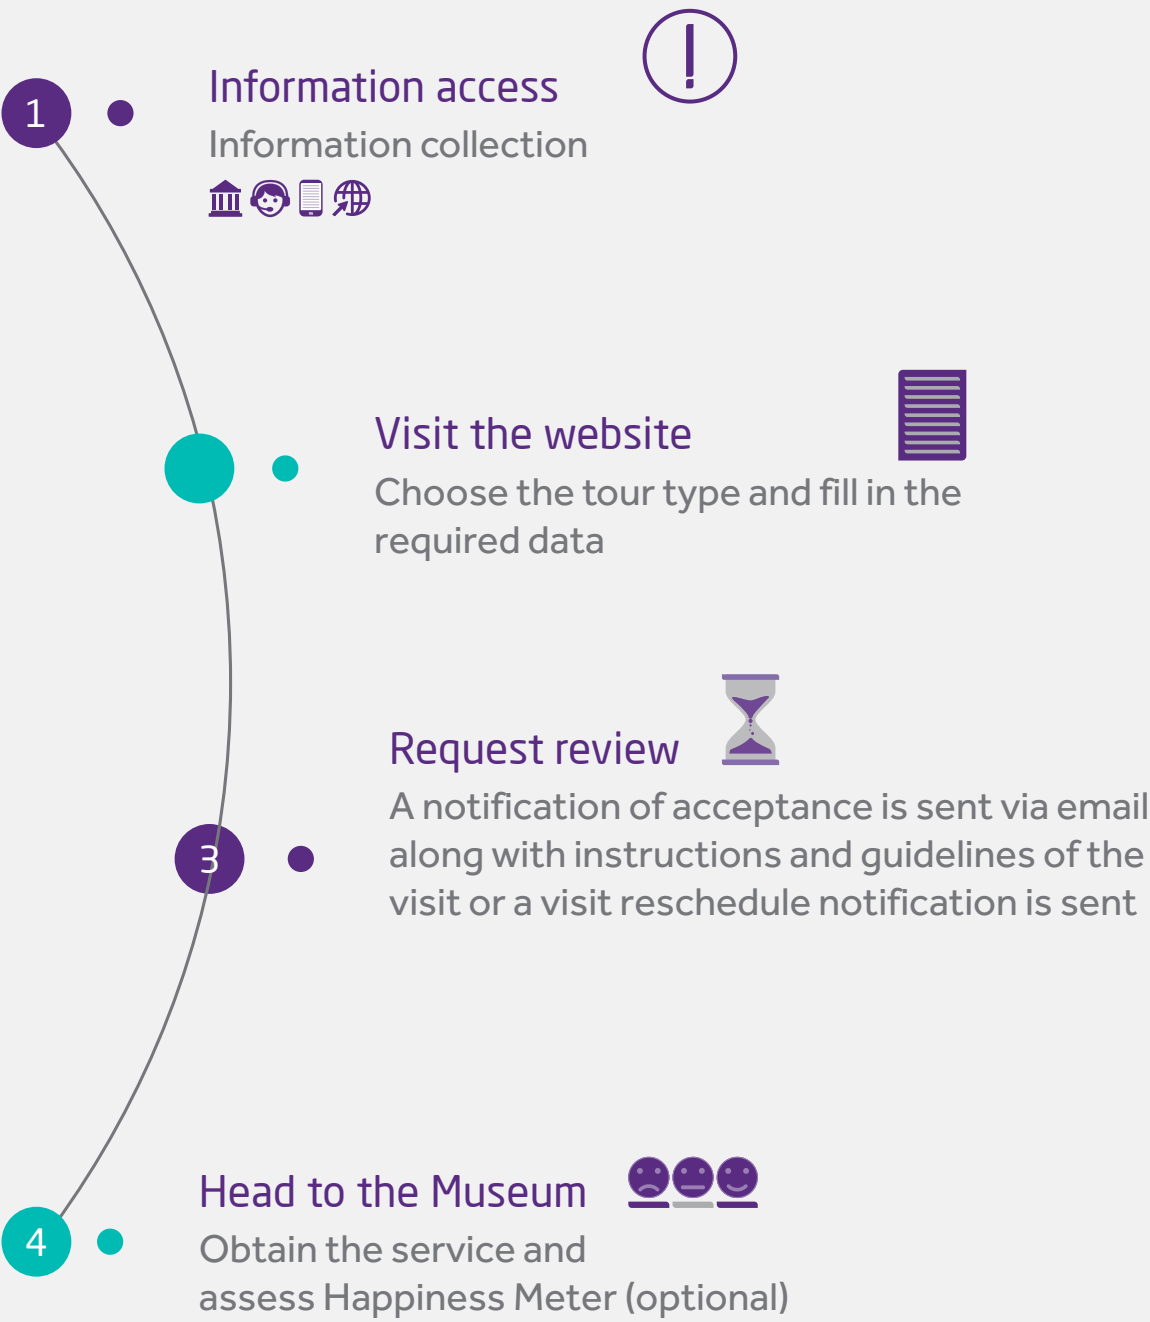 1
Information access
Information collection
Visit the website
Choose the tour type and fill in the
required data
Request review
A notification of acceptance is sent via email
3
along with instructions and guidelines of the
visit or a visit reschedule notification is sent
Head to the Museum
4
Obtain the service and
assess Happiness Meter (optional)